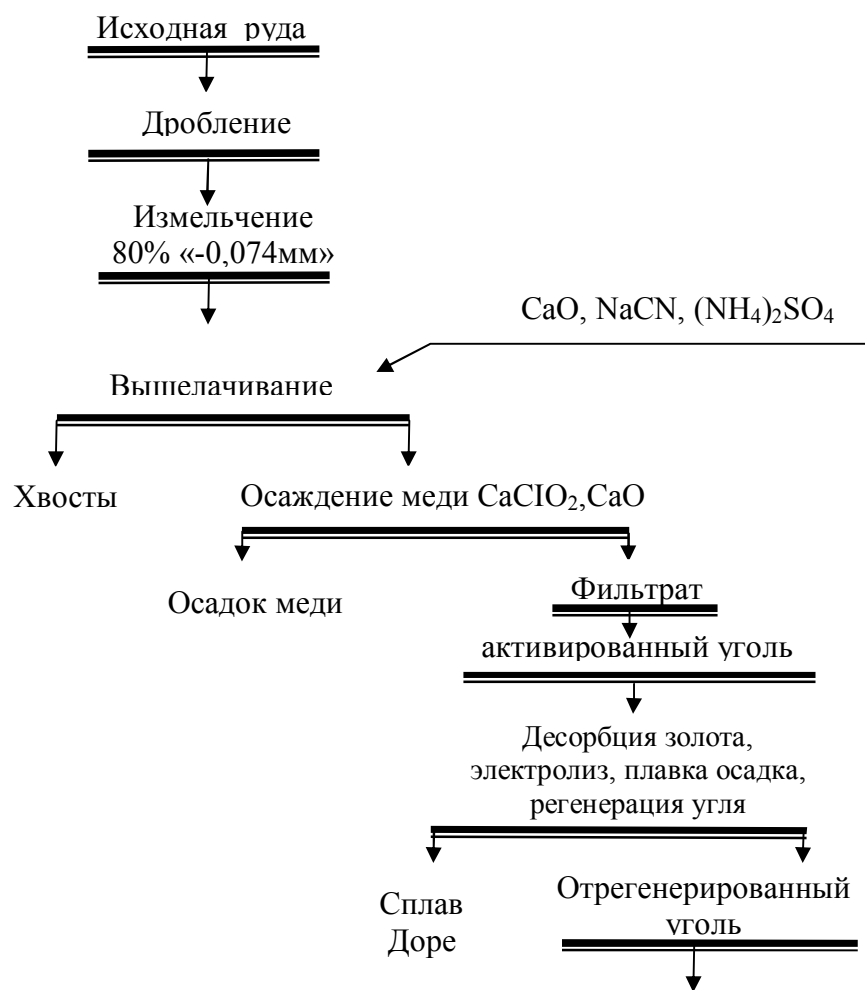 Исходная руда
Дробление
Измельчение
80% «-0,074мм»
CaO, NaCN, (NH4)2SO4
Выщелачивание
Хвосты
Осаждение меди CaClO2,CaO
Осадок меди
Фильтрат
активированный уголь
Десорбция золота,
электролиз, плавка осадка,
регенерация угля
Сплав
Доре
Отрегенерированный
уголь